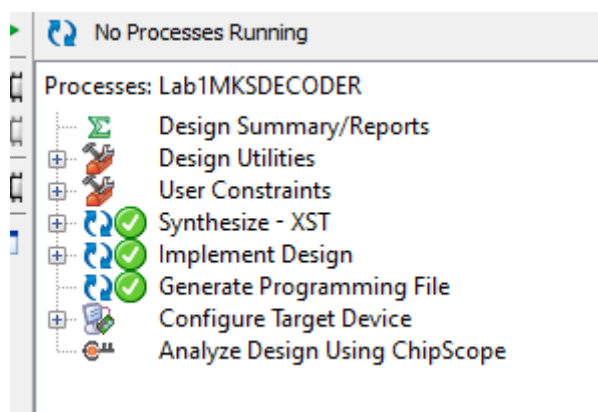 No Processes Running
Processes: Lab1MKSDECODER
Design Summary/Reports
Design Utilities
User Constraints
Synthesize - XST
Implement Design
Generate Programming File
Configure Target Device
Analyze Design Using ChipScope